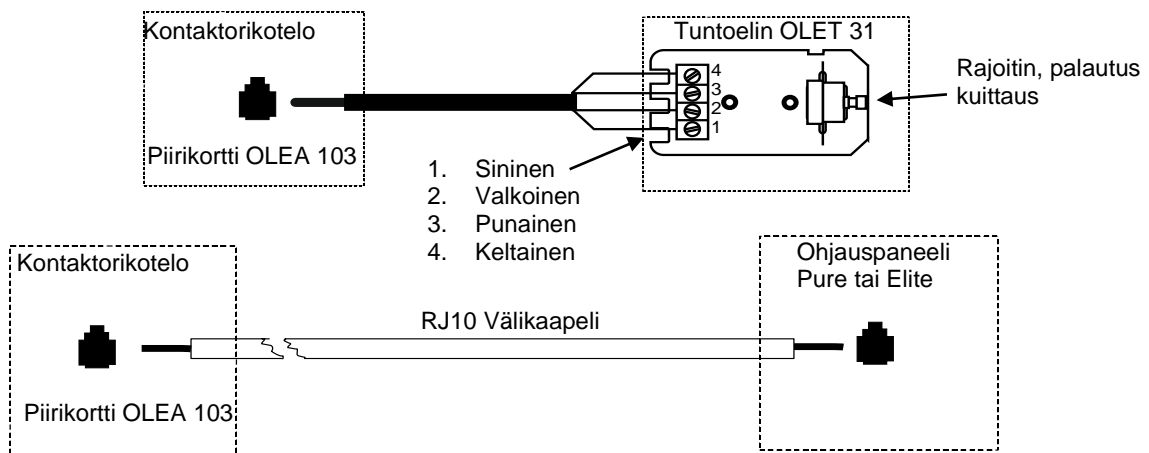 Kontaktorikotelo
Tuntoelin OLET 31
4
3
2
1
Rajoitin, palautus
kuittaus
Piirikortti OLEA 103
1. Sininen
2. Valkoinen
3. Punainen
4. Keltainen
Kontaktorikotelo
Ohjauspaneeli
Pure tai Elite
RJ10 Välikaapeli
Piirikortti OLEA 103